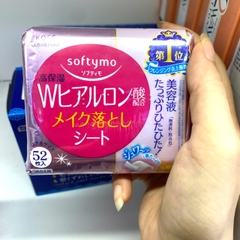 KOSÉ
softymo
ソフティモ
高保湿
Wヒアルロン酸
配合
メイク落とし
シート
52
枚入
第1位
美容液
たっぷりひたひた!